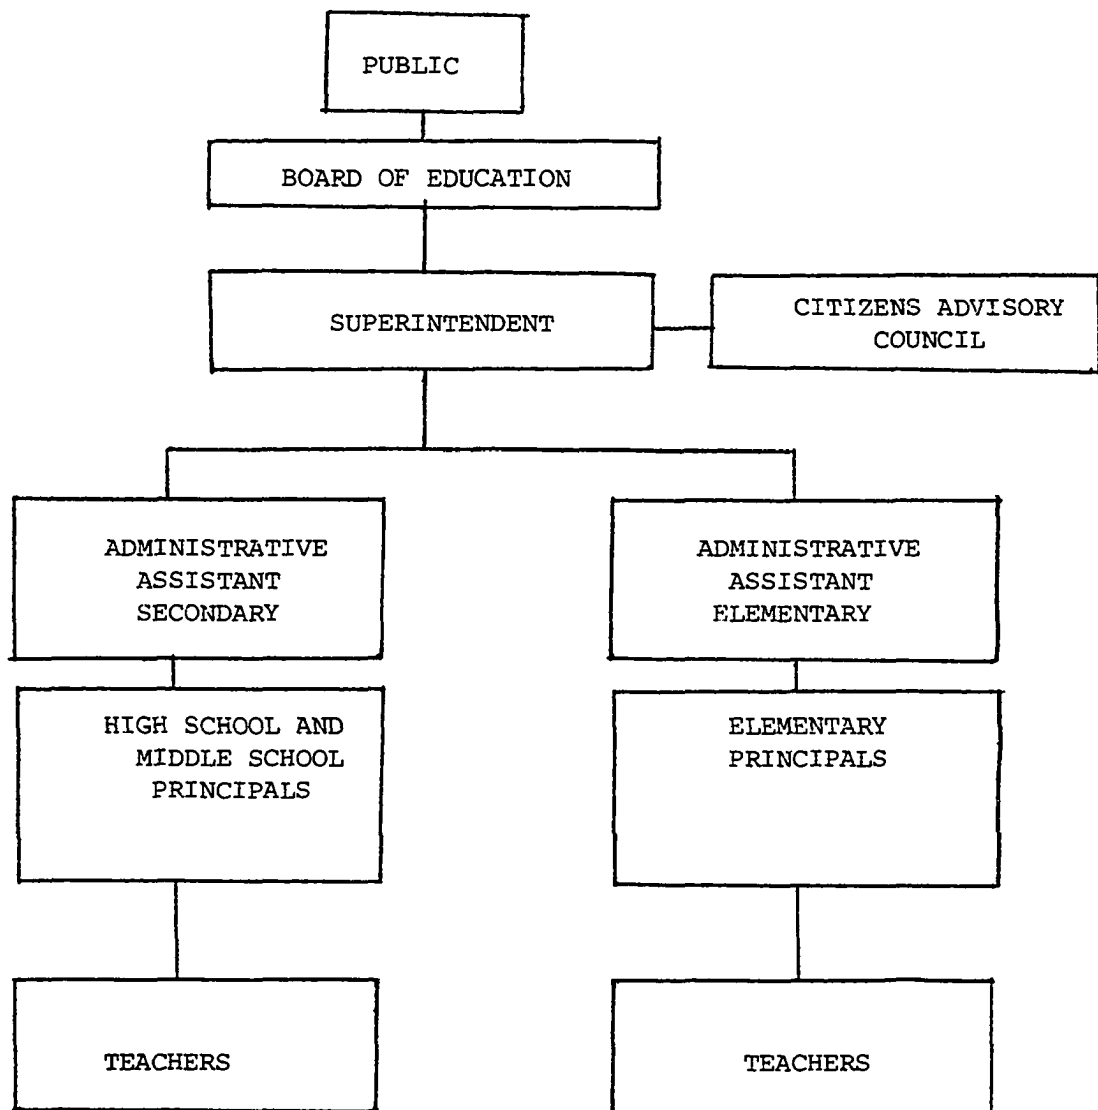 PUBLIC
BOARD OF EDUCATION
SUPERINTENDENT
CITIZENS ADVISORY
COUNCIL
ADMINISTRATIVE
ASSISTANT
SECONDARY
ADMINISTRATIVE
ASSISTANT
ELEMENTARY
HIGH SCHOOL AND
MIDDLE SCHOOL
PRINCIPALS
ELEMENTARY
PRINCIPALS
TEACHERS
TEACHERS